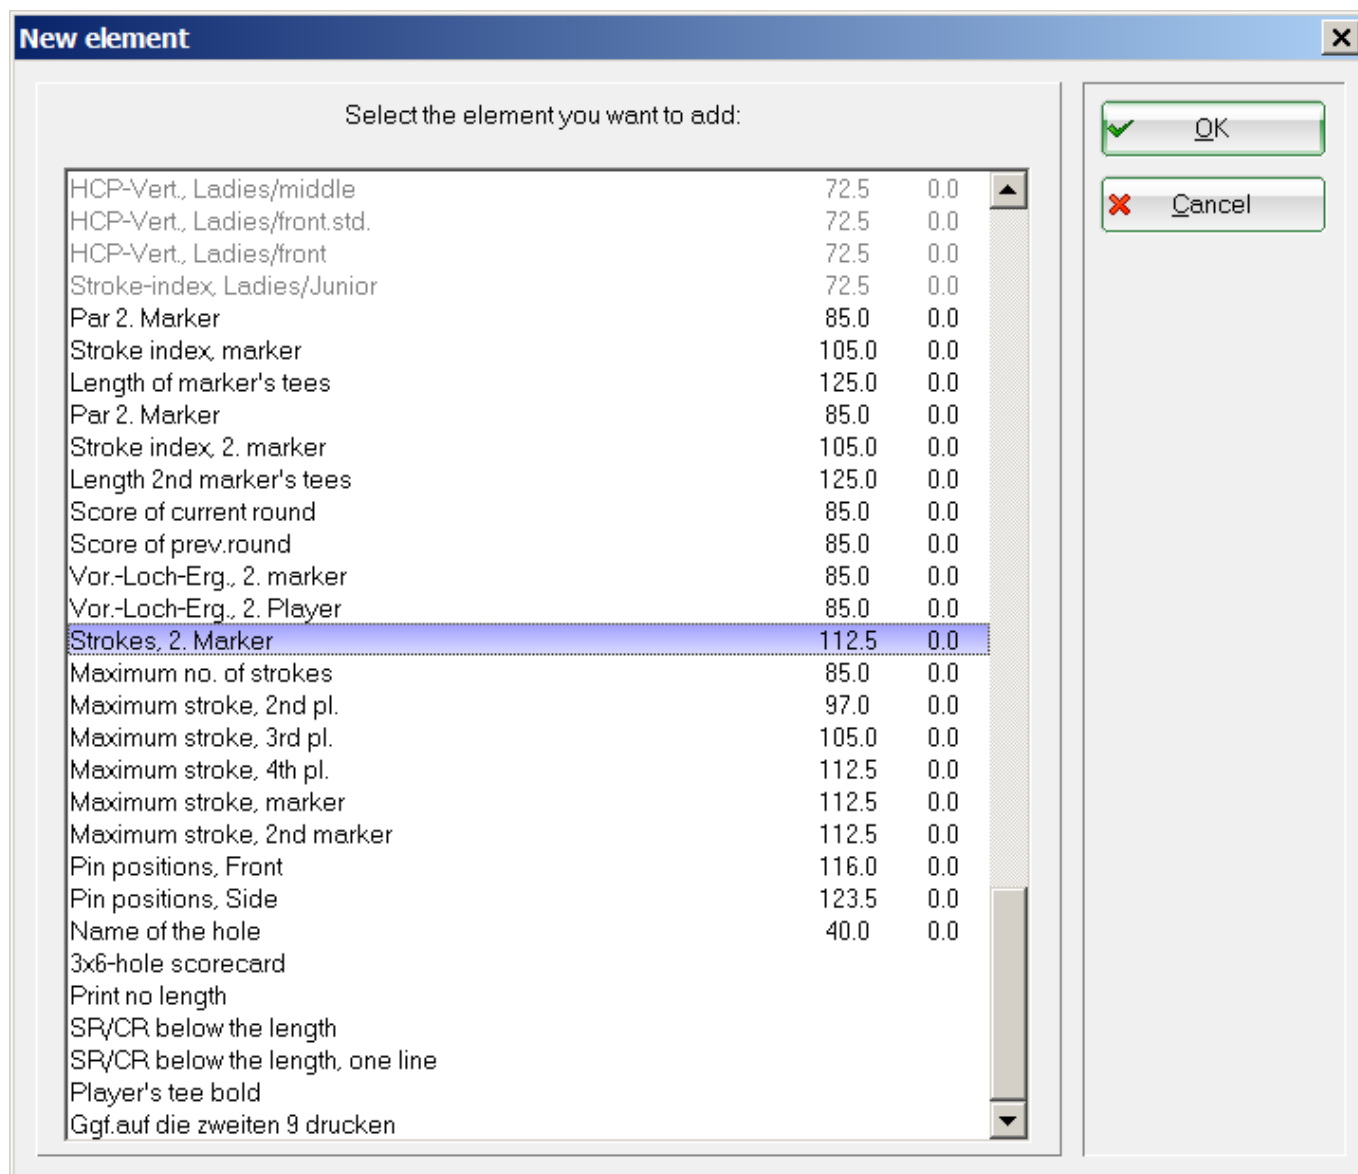 New element
Select the element you want to add:
OK
Cancel
HCP-Vert., Ladies/middle 72.5 0.0
HCP-Vert., Ladies/front.std. 72.5 0.0
HCP-Vert., Ladies/front 72.5 0.0
Stroke-index, Ladies/Junior 72.5 0.0
Par 2. Marker 85.0 0.0
Stroke index, marker 105.0 0.0
Length of marker's tees 125.0 0.0
Par 2. Marker 85.0 0.0
Stroke index, 2. marker 105.0 0.0
Length 2nd marker's tees 125.0 0.0
Score of current round 85.0 0.0
Score of prev.round 85.0 0.0
Vor.-Loch-Erg., 2. marker 85.0 0.0
Vor.-Loch-Erg., 2. Player 85.0 0.0
Strokes, 2. Marker 112.5 0.0
Maximum no. of strokes 85.0 0.0
Maximum stroke, 2nd pl. 97.0 0.0
Maximum stroke, 3rd pl. 105.0 0.0
Maximum stroke, 4th pl. 112.5 0.0
Maximum stroke, marker 112.5 0.0
Maximum stroke, 2nd marker 112.5 0.0
Pin positions, Front 116.0 0.0
Pin positions, Side 123.5 0.0
Name of the hole 40.0 0.0
3x6-hole scorecard
Print no length
SR/CR below the length
SR/CR below the length, one line
Player's tee bold
Ggf.auf die zweiten 9 drucken